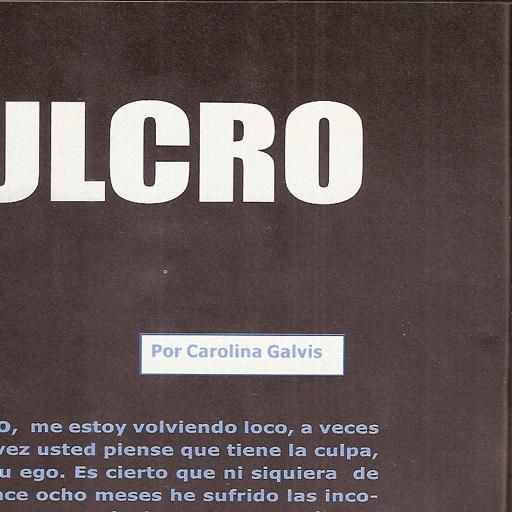 ULCRO
Por Carolina Galvis
O, me estoy volviendo loco, a veces
vez usted piense que tiene la culpa,
u ego. Es cierto que ni siquiera de
ace ocho meses he sufrido las inco-